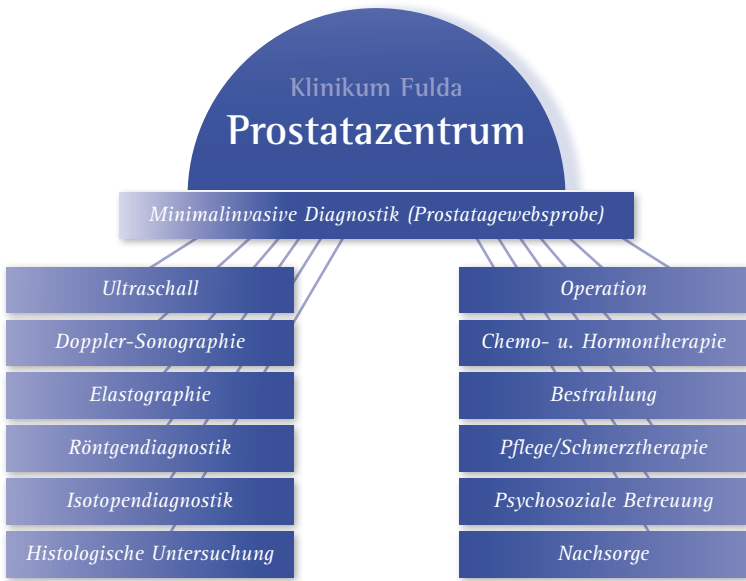 Klinikum Fulda
Prostatazentrum
Minimalinvasive Diagnostik (Prostatagewebsprobe)
Ultraschall
Doppler-Sonographie
Elastographie
Röntgendiagnostik
Isotopendiagnostik
Histologische Untersuchung
Operation
Chemo- u. Hormontherapie
Bestrahlung
Pflege/Schmerztherapie
Psychosoziale Betreuung
Nachsorge